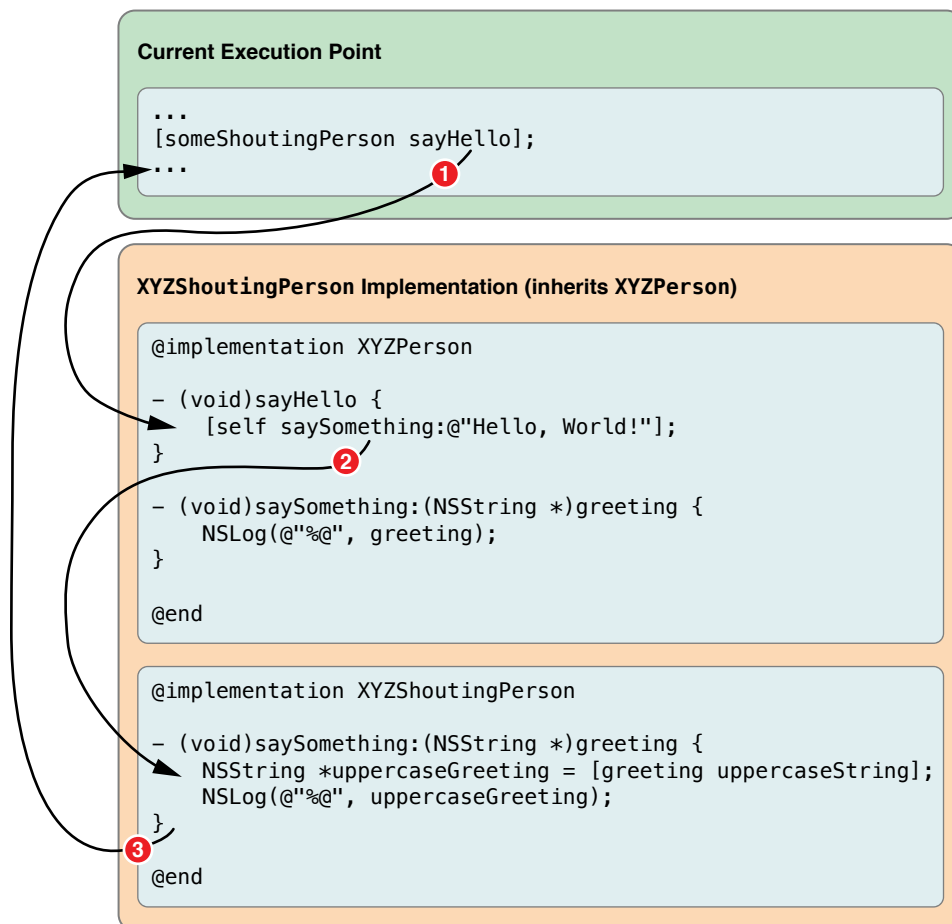 Current Execution Point
...
[someShoutingPerson sayHello];
...
1
XYZShoutingPerson Implementation (inherits XYZPerson)
@implementation XYZPerson
- (void)sayHello {
[self saySomething:@"Hello, World!"];
}
2
- (void)saySomething:(NSString *)greeting {
NSLog(@"%@", greeting);
}
@end
@implementation XYZShoutingPerson
- (void)saySomething:(NSString *)greeting {
NSString *uppercaseGreeting = [greeting uppercaseString];
NSLog(@"%@", uppercaseGreeting);
}
3
@end